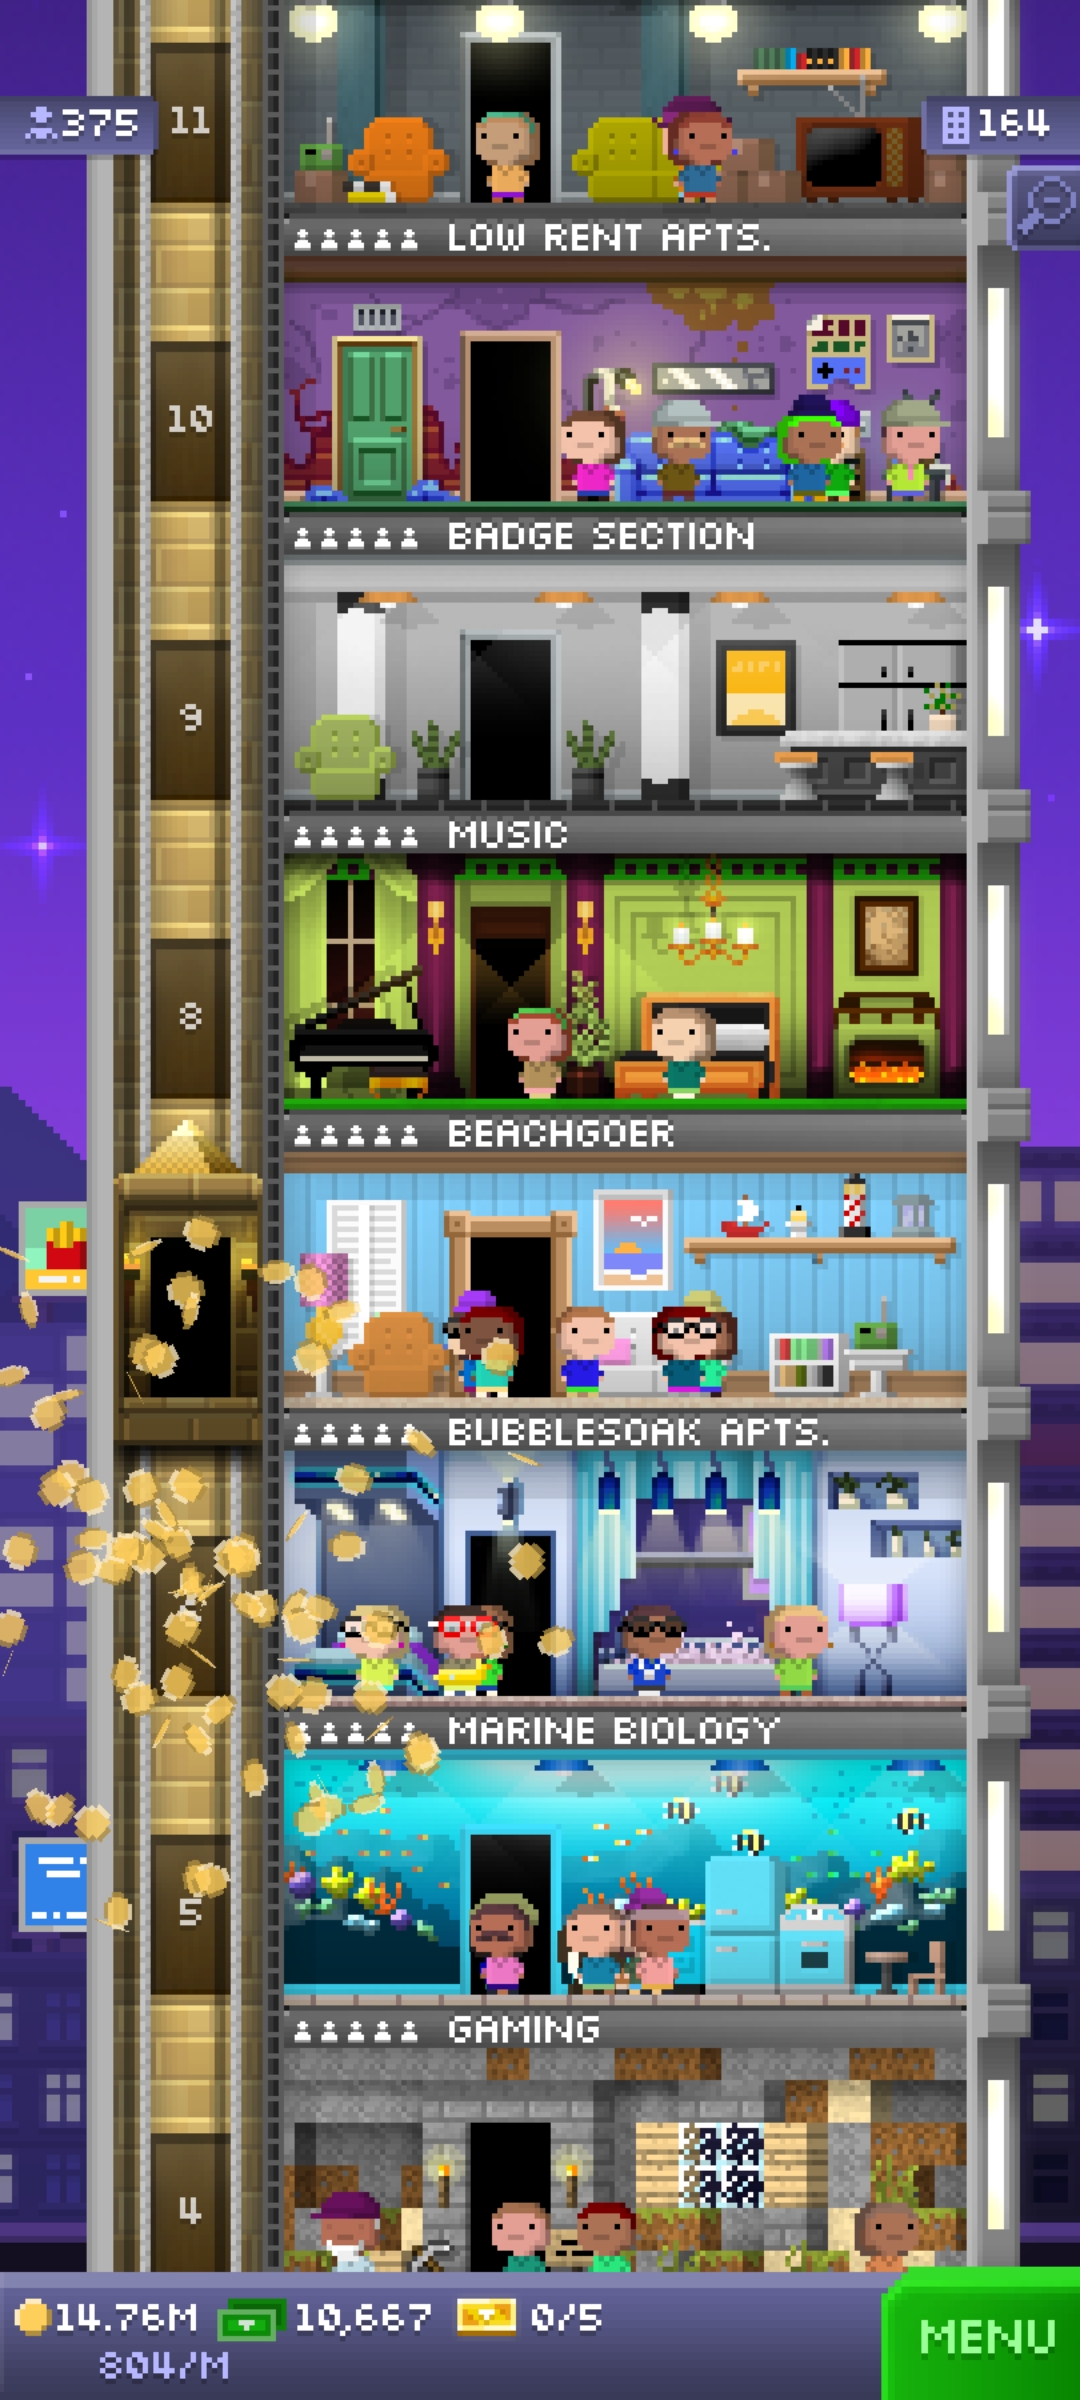 375
11
164
LOW RENT APTS.
10
BADGE SECTION
9
MUSIC
8
BEACHGOER
BUBBLESOAK APTS.
MARINE BIOLOGY
5
GAMING
4
14.76M 10,667 0/5
804/M
MENU